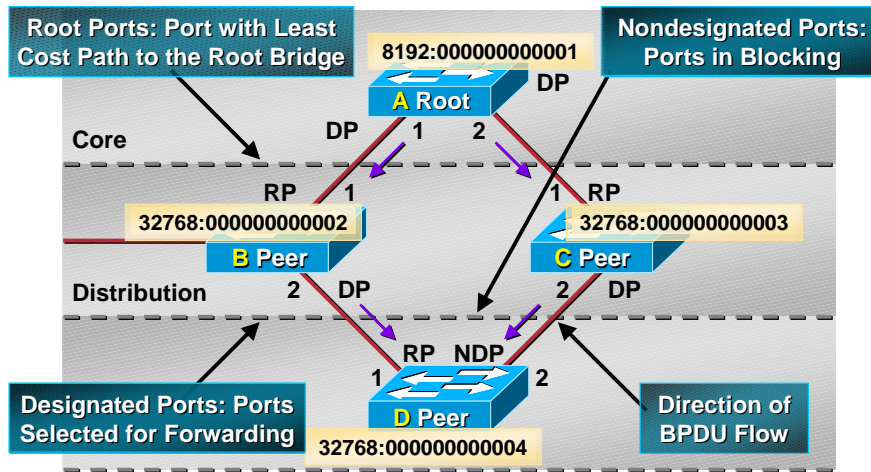 Root Ports: Port with Least
Cost Path to the Root Bridge
Nondesignated Ports:
Ports in Blocking
8192:000000000001
DP
A Root
DP
1
2
Core
RP
1
1
RP
32768:000000000002
32768:000000000003
B Peer
C Peer
2
DP
2
DP
Distribution
RP
NDP
1
2
D Peer
32768:000000000004
Designated Ports: Ports
Selected for Forwarding
Direction of
BPDU Flow